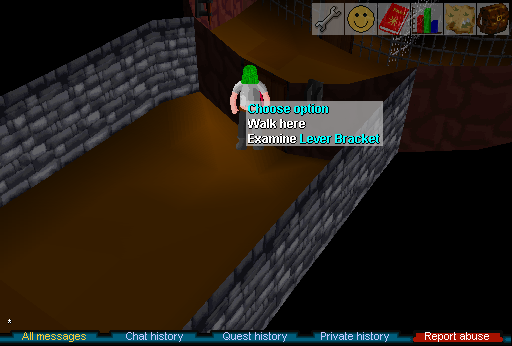 Choose option
Walk here
Examine Lever Bracket
*
All messages Chat history Quest history Private history Report abuse